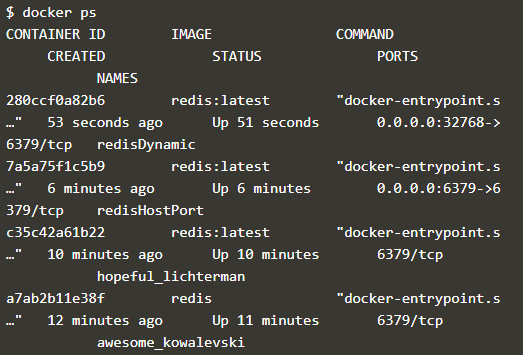 $ docker ps
CONTAINER ID        IMAGE               COMMAND
     CREATED             STATUS              PORTS
           NAMES
280ccf0a82b6        redis:latest        "docker-entrypoint.s
…"   53 seconds ago      Up 51 seconds       0.0.0.0:32768->
6379/tcp   redisDynamic
7a5a75f1c5b9        redis:latest        "docker-entrypoint.s
…"   6 minutes ago       Up 6 minutes        0.0.0.0:6379->6
379/tcp    redisHostPort
c35c42a61b22        redis:latest        "docker-entrypoint.s
…"   10 minutes ago      Up 10 minutes       6379/tcp
           hopeful_lichterman
a7ab2b11e38f        redis               "docker-entrypoint.s
…"   12 minutes ago      Up 11 minutes       6379/tcp
           awesome_kowalevski